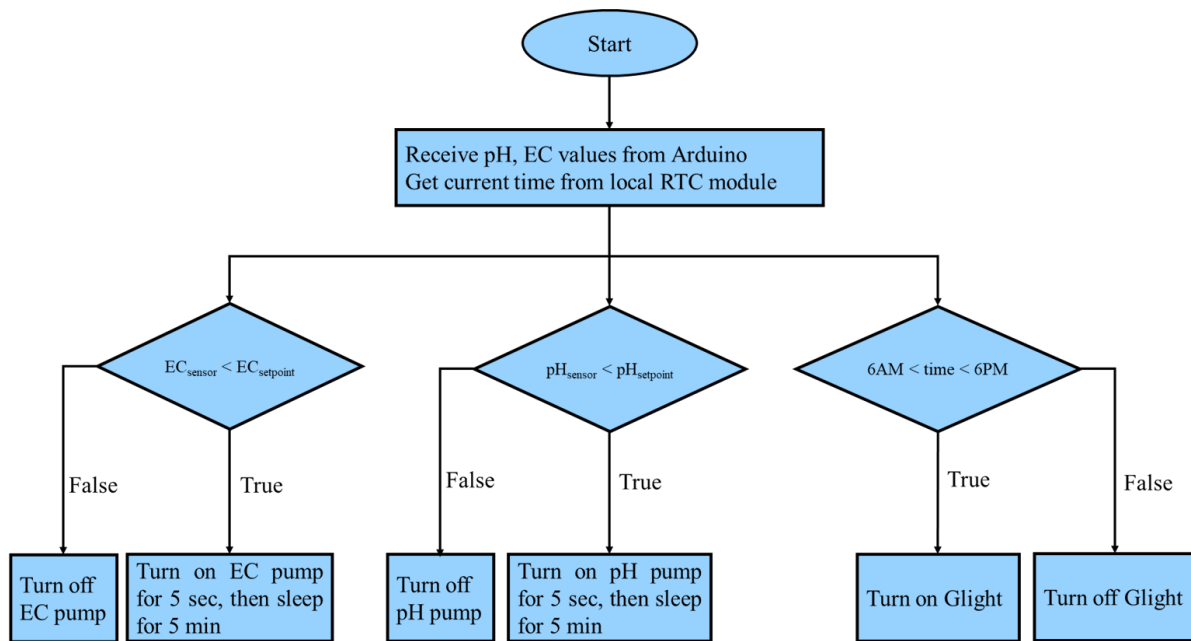 Start
Receive pH, EC values from Arduino
Get current time from local RTC module
ECsensor < ECsetpoint
pHsensor < pHsetpoint
6AM < time < 6PM
False
True
False
True
True
False
Turn off
EC pump
Turn on EC pump
for 5 sec, then sleep
for 5 min
Turn off
pH pump
Turn on pH pump
for 5 sec, then sleep
for 5 min
Turn on Glight
Turn off Glight